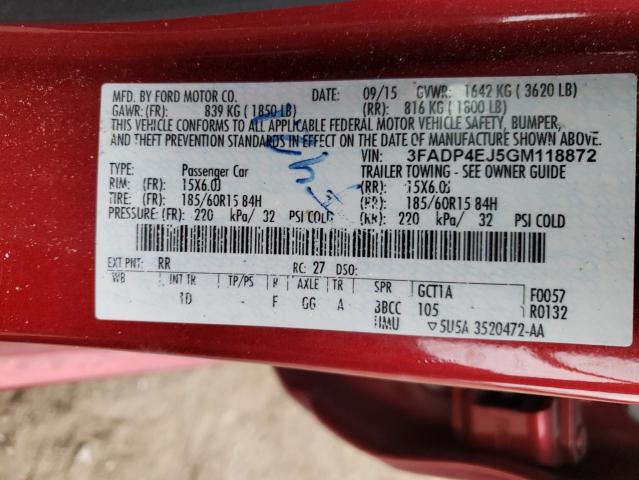 MFD. BY FORD MOTOR CO. DATE: 09/15 GVWR: 1642 KG ( 3620 LB)
GAWR: (FR): 839 KG ( 1850 LB) (RR): 816 KG ( 1800 LB)
THIS VEHICLE CONFORMS TO ALL APPLICABLE FEDERAL MOTOR VEHICLE SAFETY, BUMPER,
AND THEFT PREVENTION STANDARDS IN EFFECT ON THE DATE OF MANUFACTURE SHOWN ABOVE.
VIN: 3FADP4EJ5GM118872
TYPE: Passenger Car TRAILER TOWING - SEE OWNER GUIDE
RIM: (FR): 15X6.0J (RR): 15X6.0J
TIRE: (FR): 185/60R15 84H (RR): 185/60R15 84H
PRESSURE: (FR): 220 kPa/ 32 PSI COLD (RR): 220 kPa/ 32 PSI COLD
EXT PNT: RR RC: 27 DSO:
WB INT TR TP/PS R AXLE TR SPR GCT1A F0057
ID - F GG A 3BCC 105 R0132
UMU ▽5U5A 3520472-AA